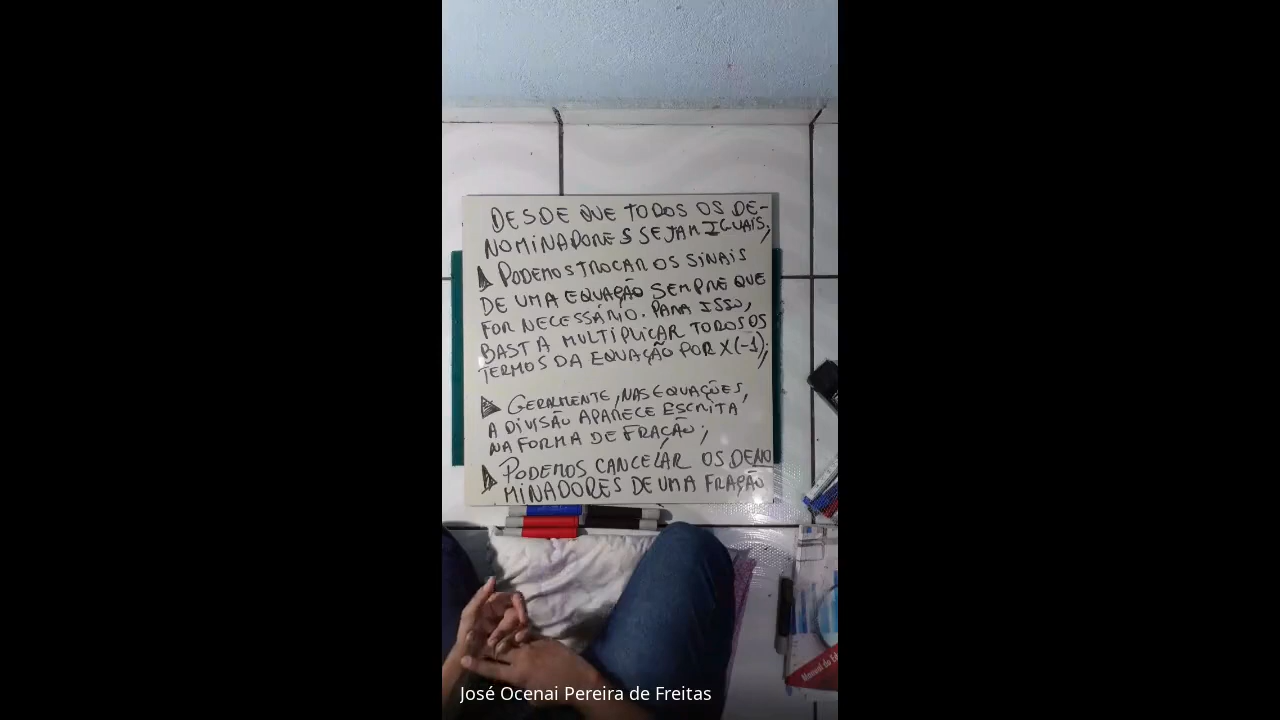 DESDE QUE TODOS OS DE-
NOMINADORES SEJAM IGUAIS;
PODEMOS TROCAR OS SINAIS
DE UMA EQUAÇÃO SEMPRE QUE
FOR NECESSÁRIO. PARA ISSO,
BASTA MULTIPLICAR TODOS OS
TERMOS DA EQUAÇÃO POR X(-1);
GERALMENTE, NAS EQUAÇÕES,
A DIVISÃO APARECE ESCRITA
NA FORMA DE FRAÇÃO;
PODEMOS CANCELAR OS DENO
MINADORES DE UMA FRAÇÃO
Manual do
José Ocenai Pereira de Freitas